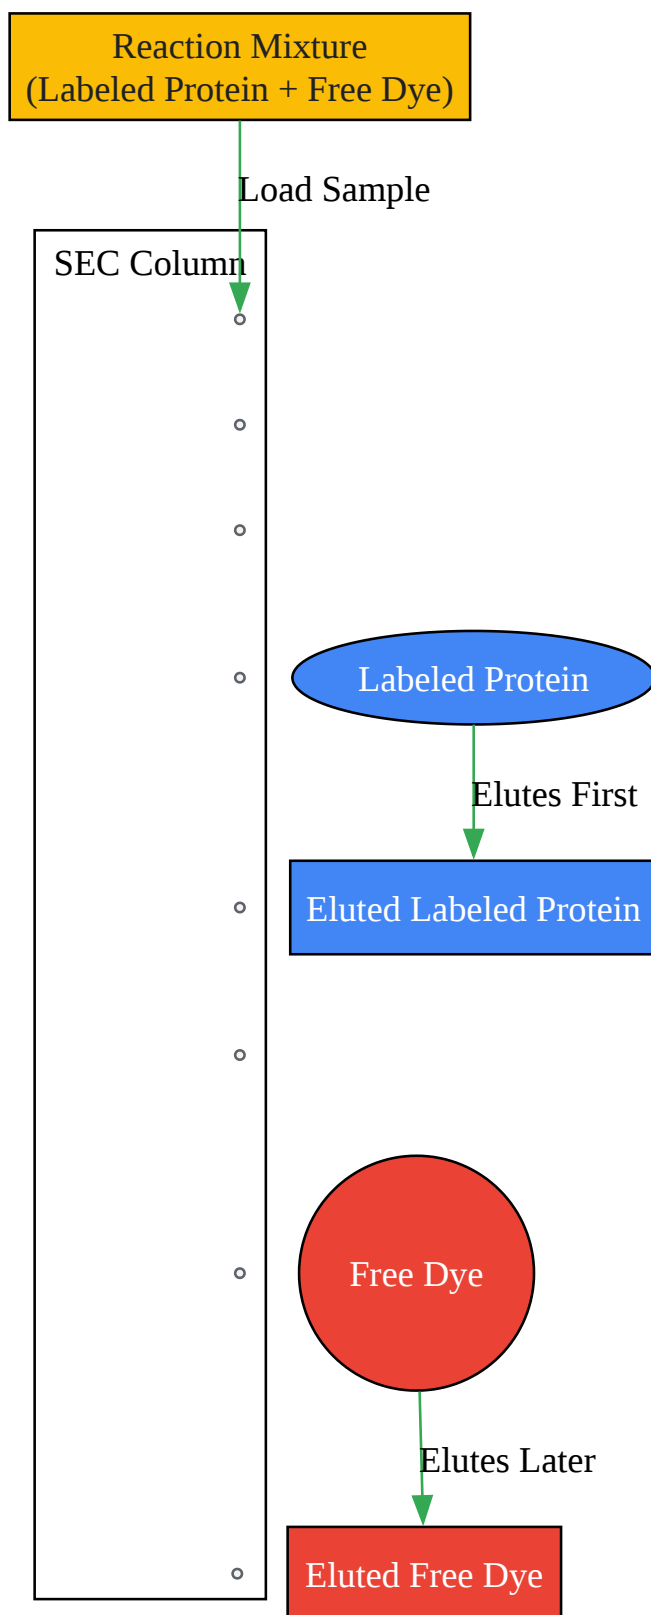 Reaction Mixture
(Labeled Protein + Free Dye)
Load Sample
SEC Column
Labeled Protein
Elutes First
Eluted Labeled Protein
Free Dye
Elutes Later
Eluted Free Dye